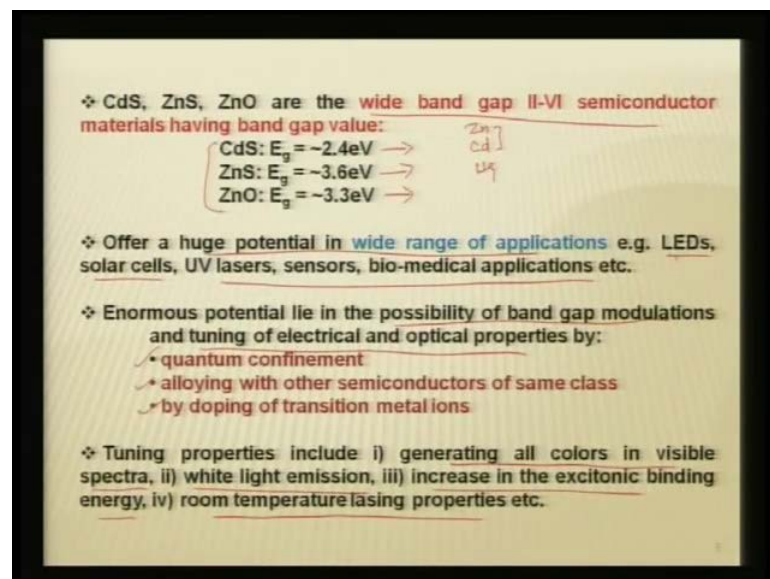 ❖ CdS, ZnS, ZnO are the wide band gap II-VI semiconductor
materials having band gap value:
CdS: Eg = ~2.4eV
Zn
Cd
ZnS: Eg = ~3.6eV
ZnO: Eg = ~3.3eV
❖ Offer a huge potential in wide range of applications e.g. LEDs,
solar cells, UV lasers, sensors, bio-medical applications etc.
❖ Enormous potential lie in the possibility of band gap modulations
and tuning of electrical and optical properties by:
• quantum confinement
• alloying with other semiconductors of same class
• by doping of transition metal ions
❖ Tuning properties include i) generating all colors in visible
spectra, ii) white light emission, iii) increase in the excitonic binding
energy, iv) room temperature lasing properties etc.